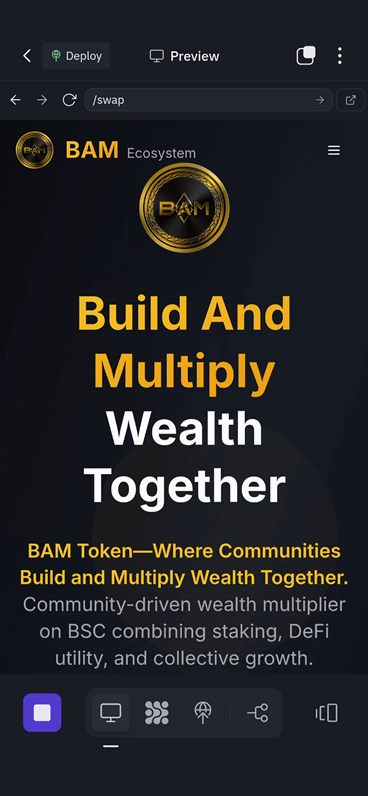 Deploy
Preview
/swap
BAM Ecosystem
BAM
Build And
Multiply
Wealth
Together
BAM Token—Where Communities
Build and Multiply Wealth Together.
Community-driven wealth multiplier
on BSC combining staking, DeFi
utility, and collective growth.